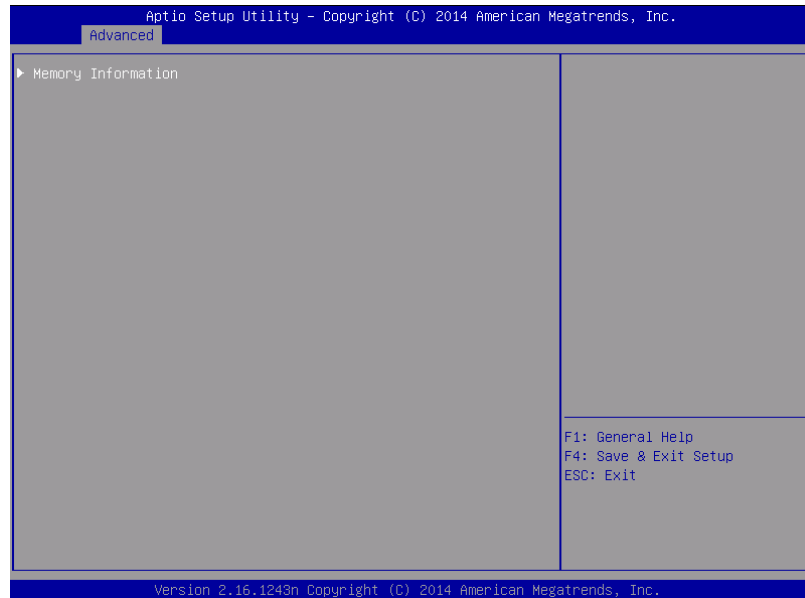 Aptio Setup Utility – Copyright (C) 2014 American Megatrends, Inc.
Advanced
Memory Information
F1: General Help
F4: Save & Exit Setup
ESC: Exit
Version 2.16.1243n Copyright (C) 2014 American Megatrends, Inc.